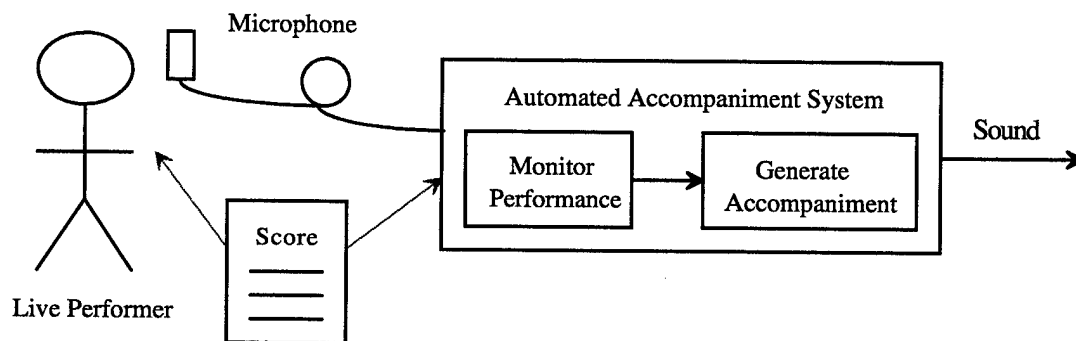 Microphone
Automated Accompaniment System
Sound
Monitor
Performance
Generate
Accompaniment
Score
Live Performer